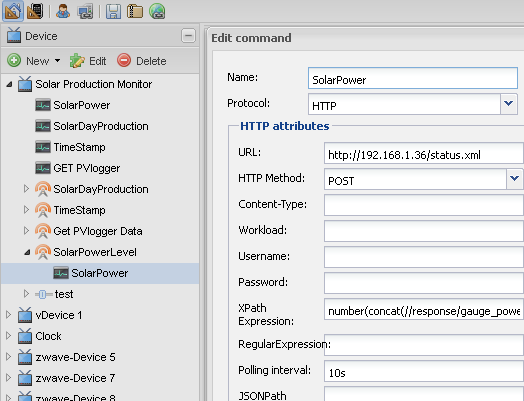 Device
New
Edit
Delete
Solar Production Monitor
SolarPower
SolarDayProduction
TimeStamp
GET PVlogger
SolarDayProduction
TimeStamp
Get PVlogger Data
SolarPowerLevel
SolarPower
test
vDevice 1
Clock
zwave-Device 5
zwave-Device 7
zwave-Device 8
Edit command
Name: SolarPower
Protocol: HTTP
HTTP attributes
URL: http://192.168.1.36/status.xml
HTTP Method: POST
Content-Type:
Workload:
Username:
Password:
XPath Expression: number(concat(//response/gauge_powe
RegularExpression:
Polling interval: 10s
JSONPath